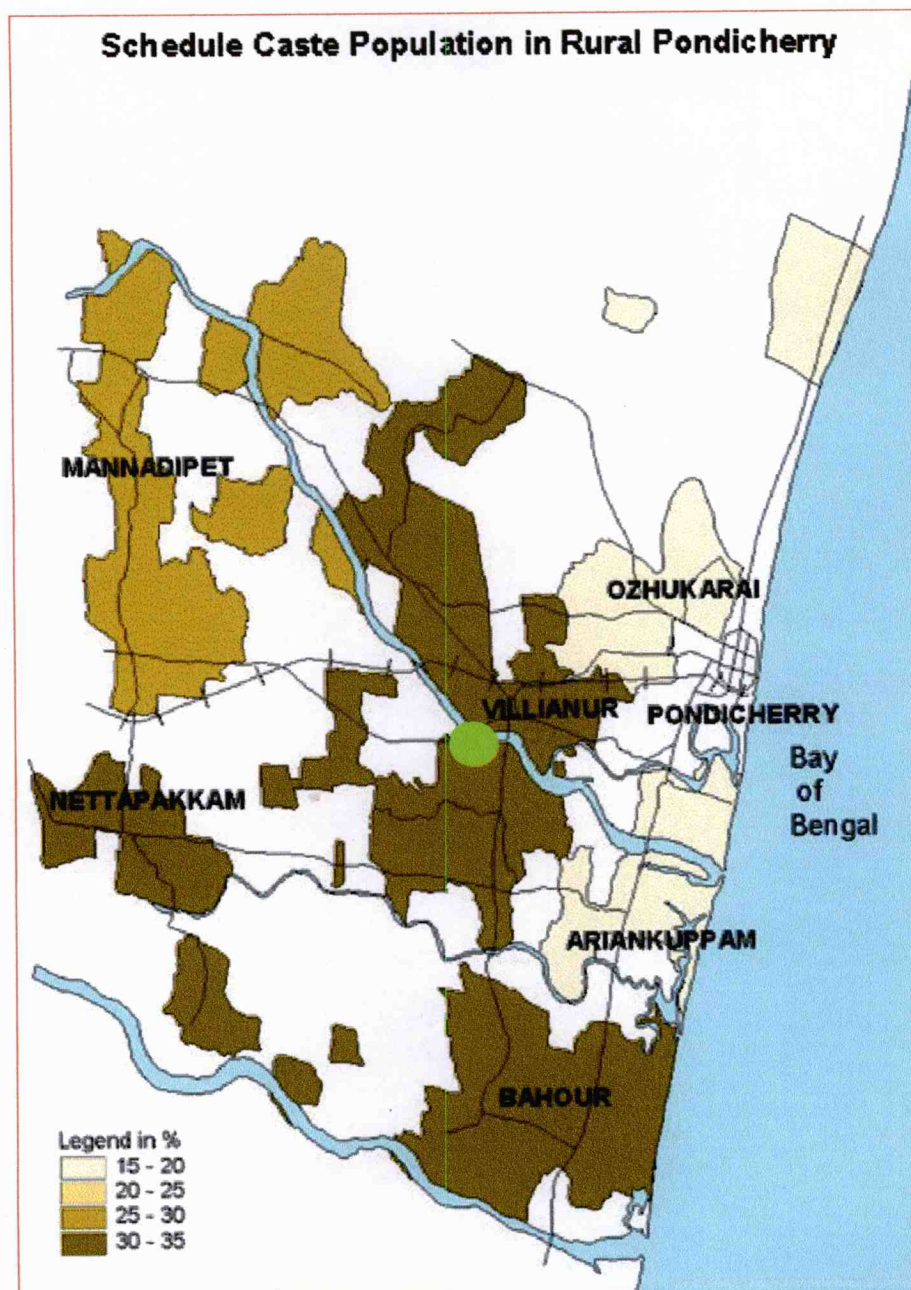 Schedule Caste Population in Rural Pondicherry
MANNADIPET
OZHUKARAI
VILLIANUR
PONDICHERRY
Bay
of
Bengal
NETTAPAKKAM
ARIANKUPPAM
BAHOUR
Legend in %
15 - 20
20 - 25
25 - 30
30 - 35